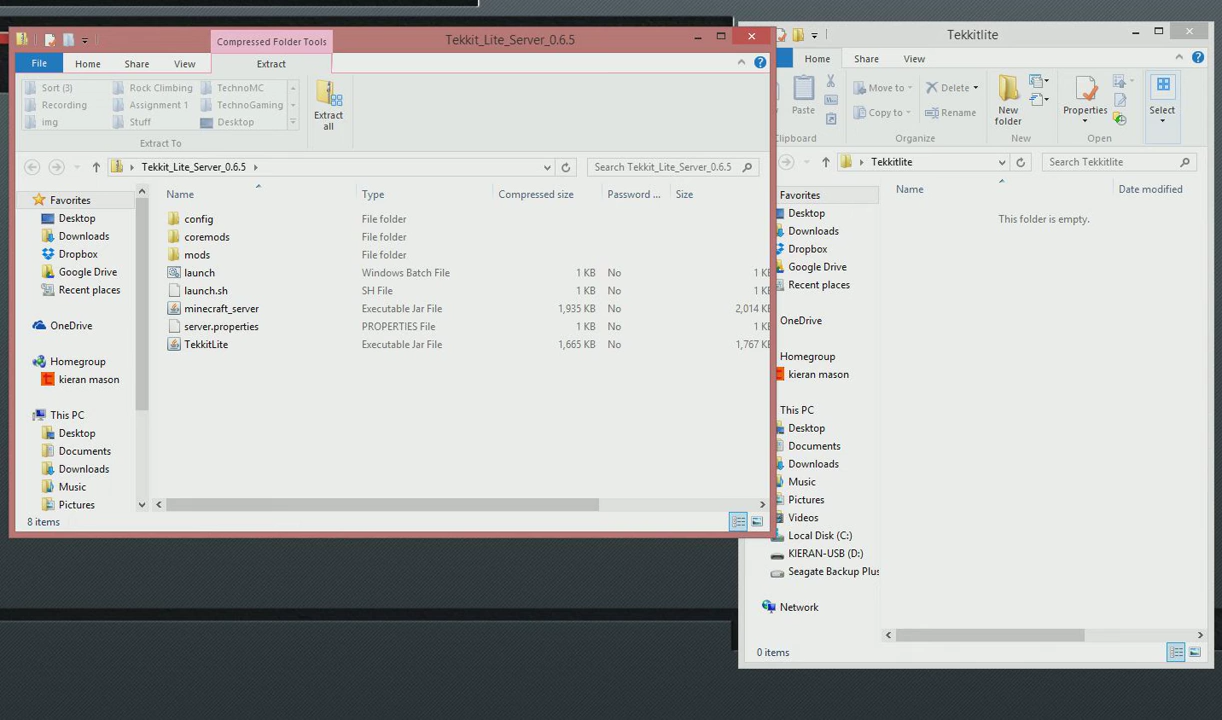 Compressed Folder Tools
Tekkit_Lite_Server_0.6.5
File
Home
Share
View
Extract
Sort (3)
Rock Climbing
TechnoMC
Recording
Assignment 1
TechnoGaming
img
Stuff
Desktop
Extract all
Extract To
Tekkit_Lite_Server_0.6.5
Search Tekkit_Lite_Server_0.6.5
Name
Type
Compressed size
Password ...
Size
config
File folder
coremods
File folder
mods
File folder
launch
Windows Batch File
1 KB
No
1 KB
launch.sh
SH File
1 KB
No
1 KB
minecraft_server
Executable Jar File
1,935 KB
No
2,014 KB
server.properties
PROPERTIES File
1 KB
No
1 KB
TekkitLite
Executable Jar File
1,665 KB
No
1,767 KB
Favorites
Desktop
Downloads
Dropbox
Google Drive
Recent places
OneDrive
Homegroup
kieran mason
This PC
Desktop
Documents
Downloads
Music
Pictures
8 items
Tekkitlite
Home
Share
View
Paste
Clipboard
Move to
Copy to
Delete
Rename
Organize
New folder
New
Properties
Open
Select
Tekkitlite
Search Tekkitlite
Name
Date modified
This folder is empty.
Favorites
Desktop
Downloads
Dropbox
Google Drive
Recent places
OneDrive
Homegroup
kieran mason
This PC
Desktop
Documents
Downloads
Music
Pictures
Videos
Local Disk (C:)
KIERAN-USB (D:)
Seagate Backup Plus
Network
0 items